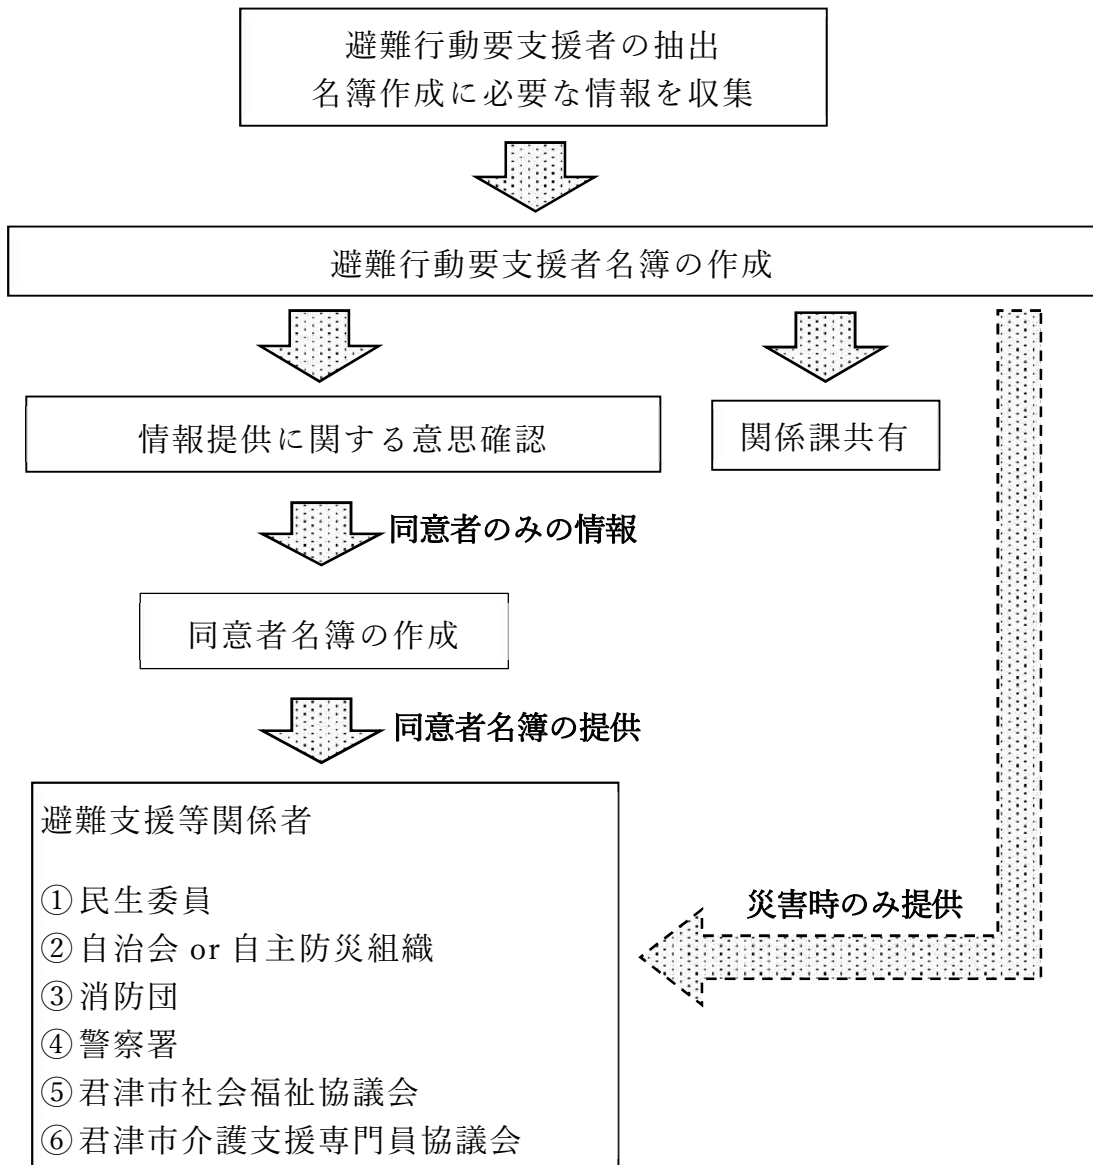 避難行動要支援者の抽出
名簿作成に必要な情報を収集
避難行動要支援者名簿の作成
情報提供に関する意思確認
関係課共有
同意者のみの情報
同意者名簿の作成
同意者名簿の提供
避難支援等関係者
①民生委員
②自治会 or 自主防災組織
③消防団
④警察署
⑤君津市社会福祉協議会
⑥君津市介護支援専門員協議会
災害時のみ提供